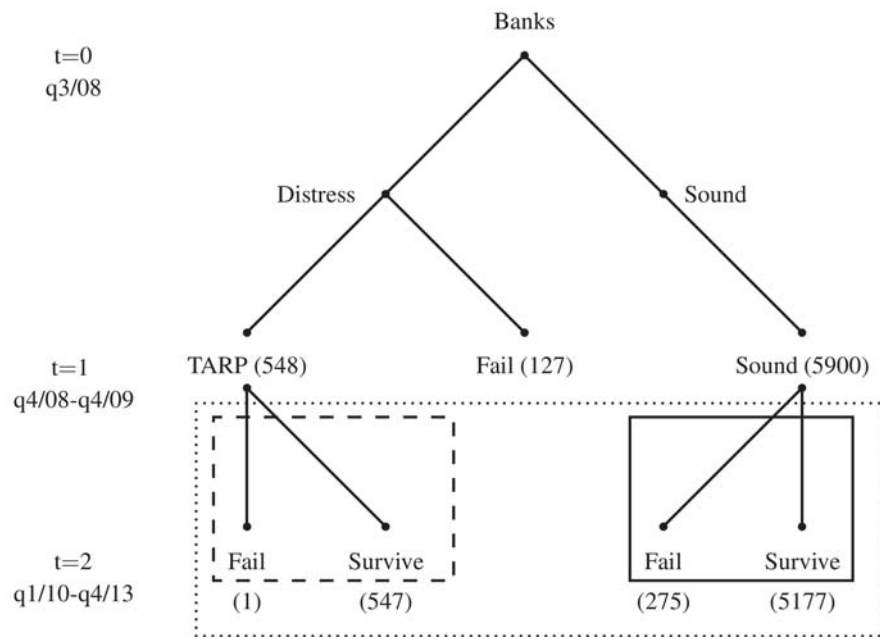 Banks
t=0
q3/08
Distress
Sound
t=1
q4/08-q4/09
TARP (548)
Fail (127)
Sound (5900)
t=2
q1/10-q4/13
Fail
Survive
Fail
Survive
(1)
(547)
(275)
(5177)